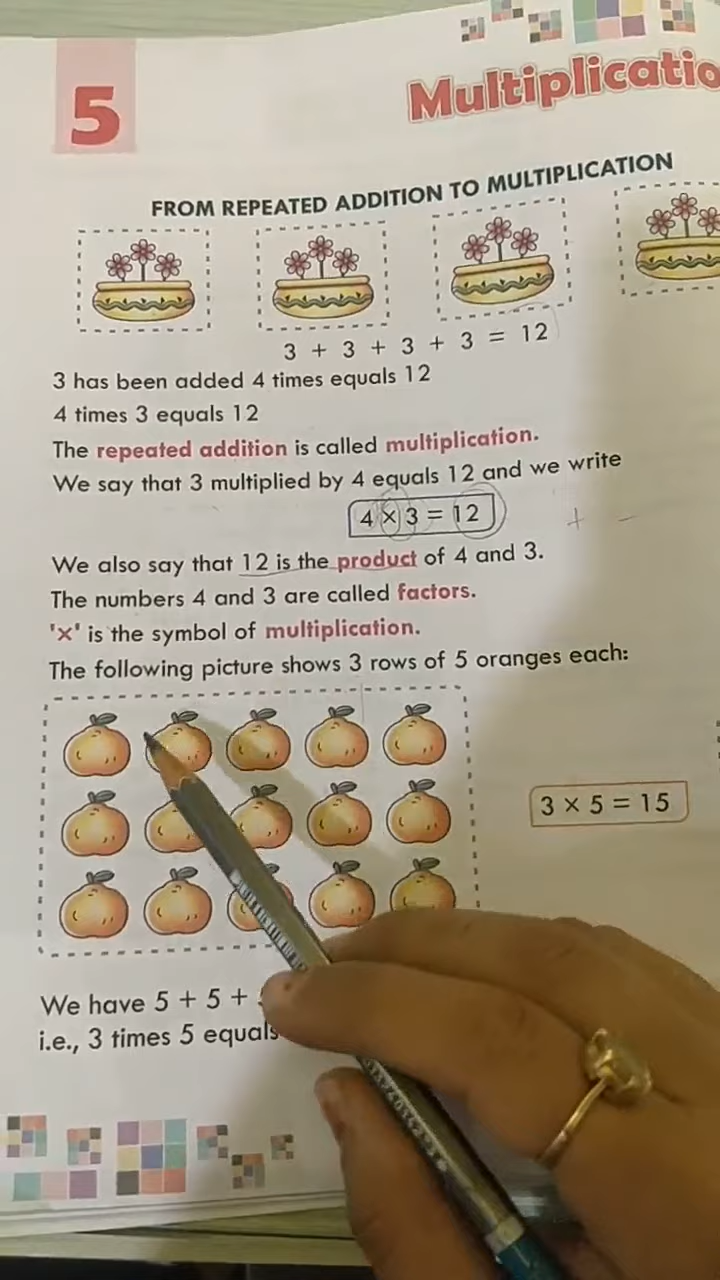 5
Multiplicatio
FROM REPEATED ADDITION TO MULTIPLICATION
3 + 3 + 3 + 3 = 12
3 has been added 4 times equals 12
4 times 3 equals 12
The repeated addition is called multiplication.
We say that 3 multiplied by 4 equals 12 and we write
4 × 3 = 12
+ -
We also say that 12 is the product of 4 and 3.
The numbers 4 and 3 are called factors.
'×' is the symbol of multiplication.
The following picture shows 3 rows of 5 oranges each:
3 × 5 = 15
We have 5 + 5 +
i.e., 3 times 5 equals